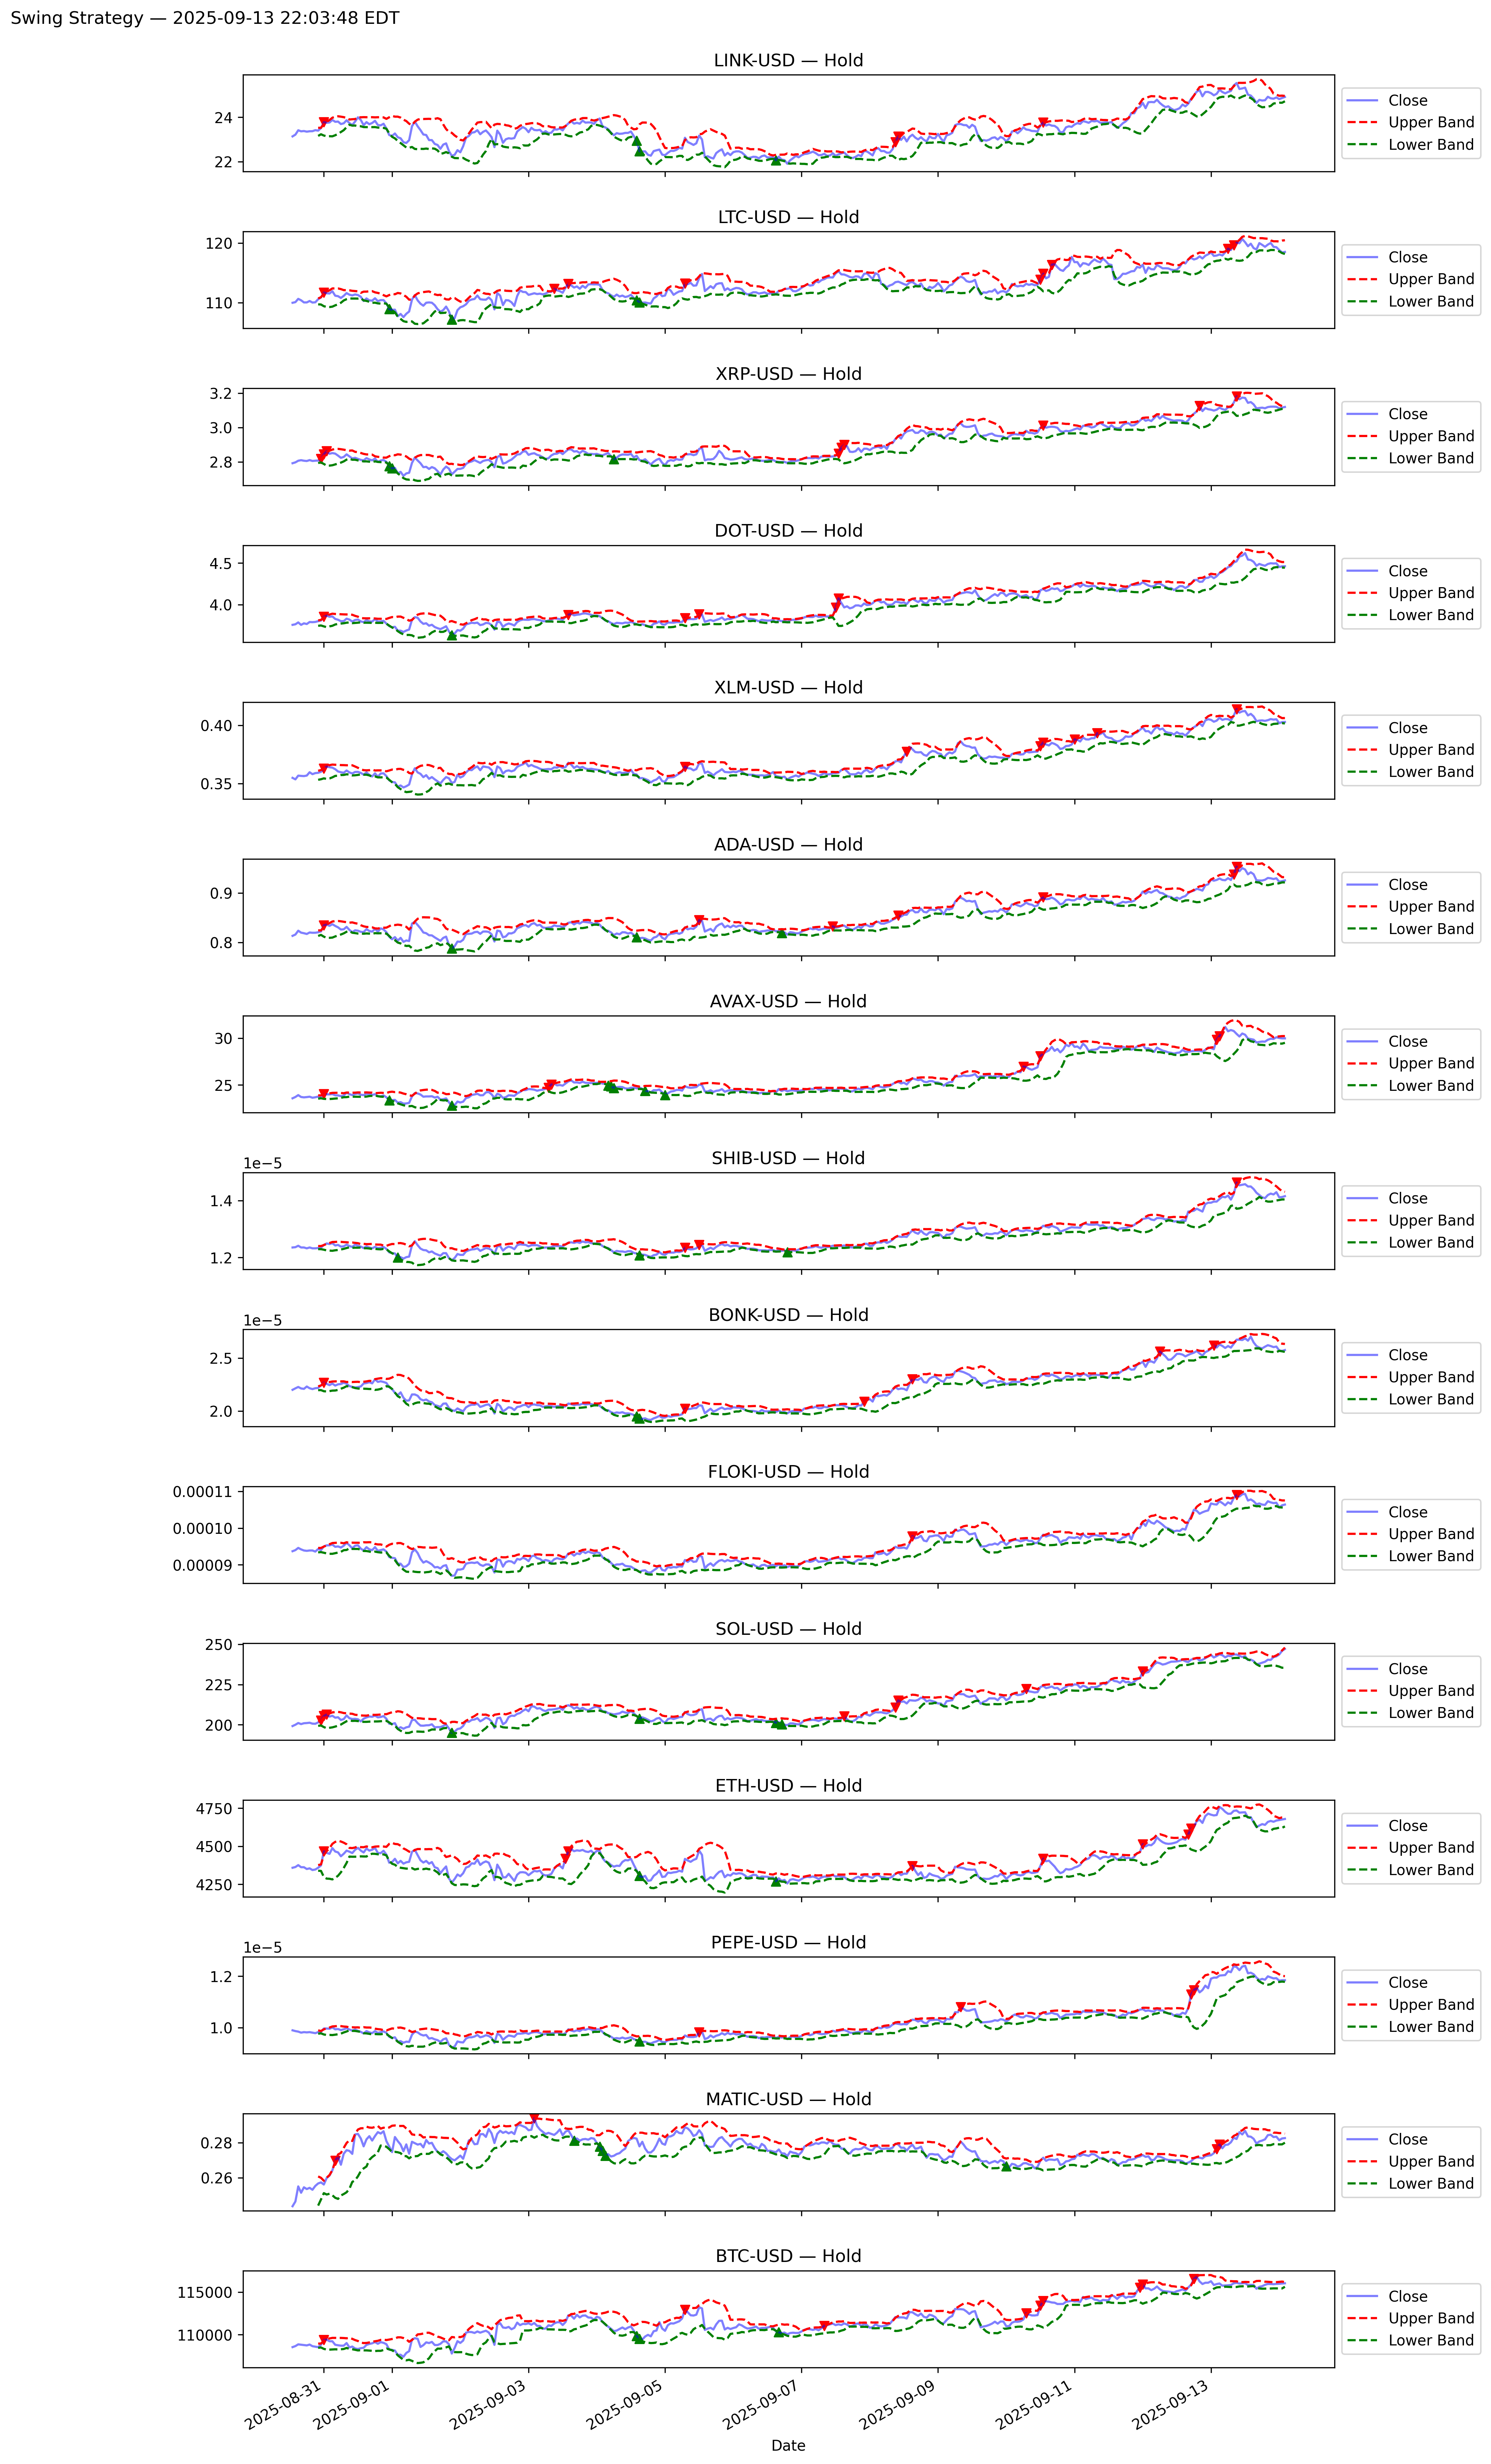 Swing Strategy — 2025-09-13 22:03:48 EDT
LINK-USD — Hold
24
22
Close
Upper Band
Lower Band
LTC-USD — Hold
120
110
Close
Upper Band
Lower Band
XRP-USD — Hold
3.2
3.0
2.8
Close
Upper Band
Lower Band
DOT-USD — Hold
4.5
4.0
Close
Upper Band
Lower Band
XLM-USD — Hold
0.40
0.35
Close
Upper Band
Lower Band
ADA-USD — Hold
0.9
0.8
Close
Upper Band
Lower Band
AVAX-USD — Hold
30
25
Close
Upper Band
Lower Band
SHIB-USD — Hold
1e−5
1.4
1.2
Close
Upper Band
Lower Band
BONK-USD — Hold
1e−5
2.5
2.0
Close
Upper Band
Lower Band
FLOKI-USD — Hold
0.00011
0.00010
0.00009
Close
Upper Band
Lower Band
SOL-USD — Hold
250
225
200
Close
Upper Band
Lower Band
ETH-USD — Hold
4750
4500
4250
Close
Upper Band
Lower Band
PEPE-USD — Hold
1e−5
1.2
1.0
Close
Upper Band
Lower Band
MATIC-USD — Hold
0.28
0.26
Close
Upper Band
Lower Band
BTC-USD — Hold
115000
110000
Close
Upper Band
Lower Band
2025-08-31
2025-09-01
2025-09-03
2025-09-05
2025-09-07
2025-09-09
2025-09-11
2025-09-13
Date